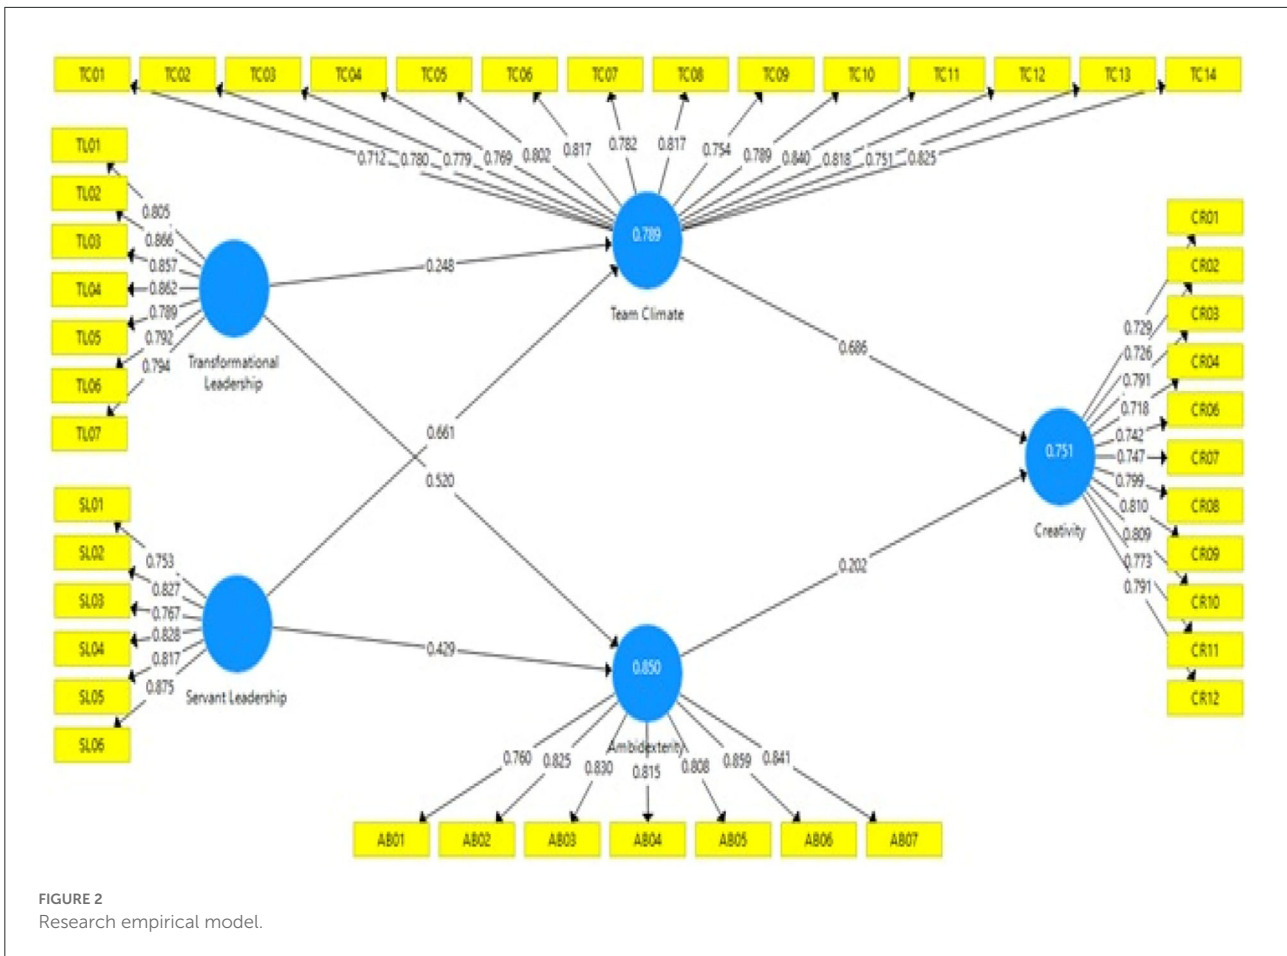 TC01 TC02 TC03 TC04 TC05 TC06 TC07 TC08 TC09 TC10 TC11 TC12 TC13 TC14
0.712 0.780 0.779 0.769 0.802 0.817 0.782 0.817 0.754 0.789 0.840 0.818 0.751 0.825
TL01
TL02
TL03
TL04
TL05
TL06
TL07
0.805
0.866
0.857
0.862
0.789
0.792
0.794
Transformational
Leadership
0.248
0.789
Team Climate
0.661
0.520
0.686
SL01
SL02
SL03
SL04
SL05
SL06
0.753
0.827
0.767
0.828
0.817
0.875
Servant Leadership
0.429
0.850
Ambidexterity
0.202
0.751
Creativity
0.729
0.726
0.791
0.718
0.742
0.747
0.799
0.810
0.809
0.773
0.791
CR01
CR02
CR03
CR04
CR06
CR07
CR08
CR09
CR10
CR11
CR12
0.760 0.825 0.830 0.815 0.808 0.859 0.841
AB01 AB02 AB03 AB04 AB05 AB06 AB07
FIGURE 2
Research empirical model.